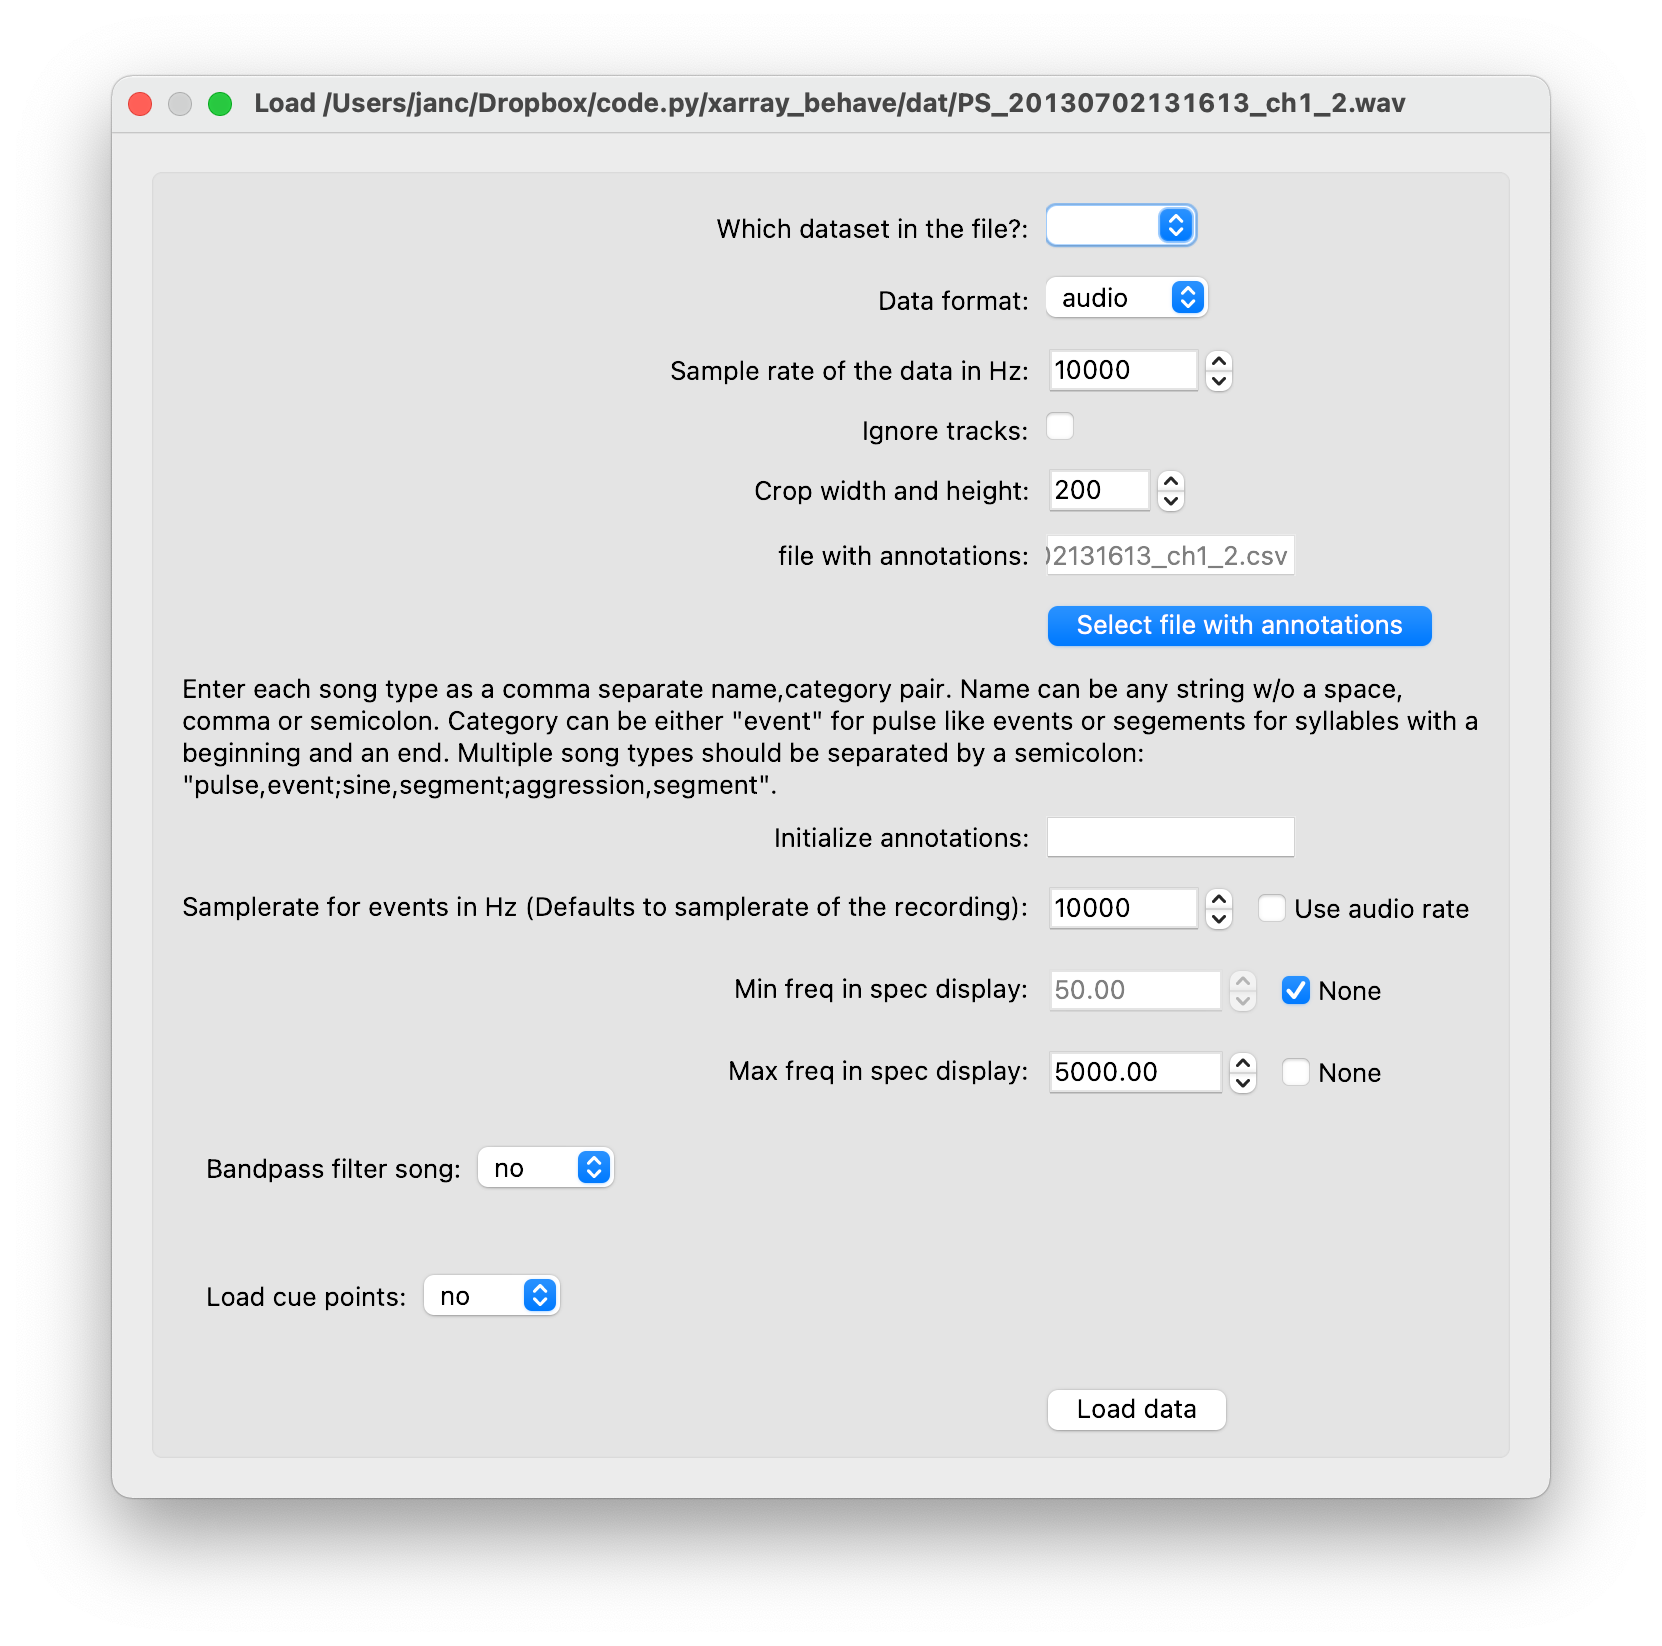 Load /Users/janc/Dropbox/code.py/xarray_behave/dat/PS_20130702131613_ch1_2.wav
Which dataset in the file?:
Data format: audio
Sample rate of the data in Hz: 10000
Ignore tracks:
Crop width and height: 200
file with annotations: 02131613_ch1_2.csv
Select file with annotations
Enter each song type as a comma separate name,category pair. Name can be any string w/o a space,
comma or semicolon. Category can be either "event" for pulse like events or segements for syllables with a
beginning and an end. Multiple song types should be separated by a semicolon:
"pulse,event;sine,segment;aggression,segment".
Initialize annotations:
Samplerate for events in Hz (Defaults to samplerate of the recording): 10000 Use audio rate
Min freq in spec display: 50.00 None
Max freq in spec display: 5000.00 None
Bandpass filter song: no
Load cue points: no
Load data